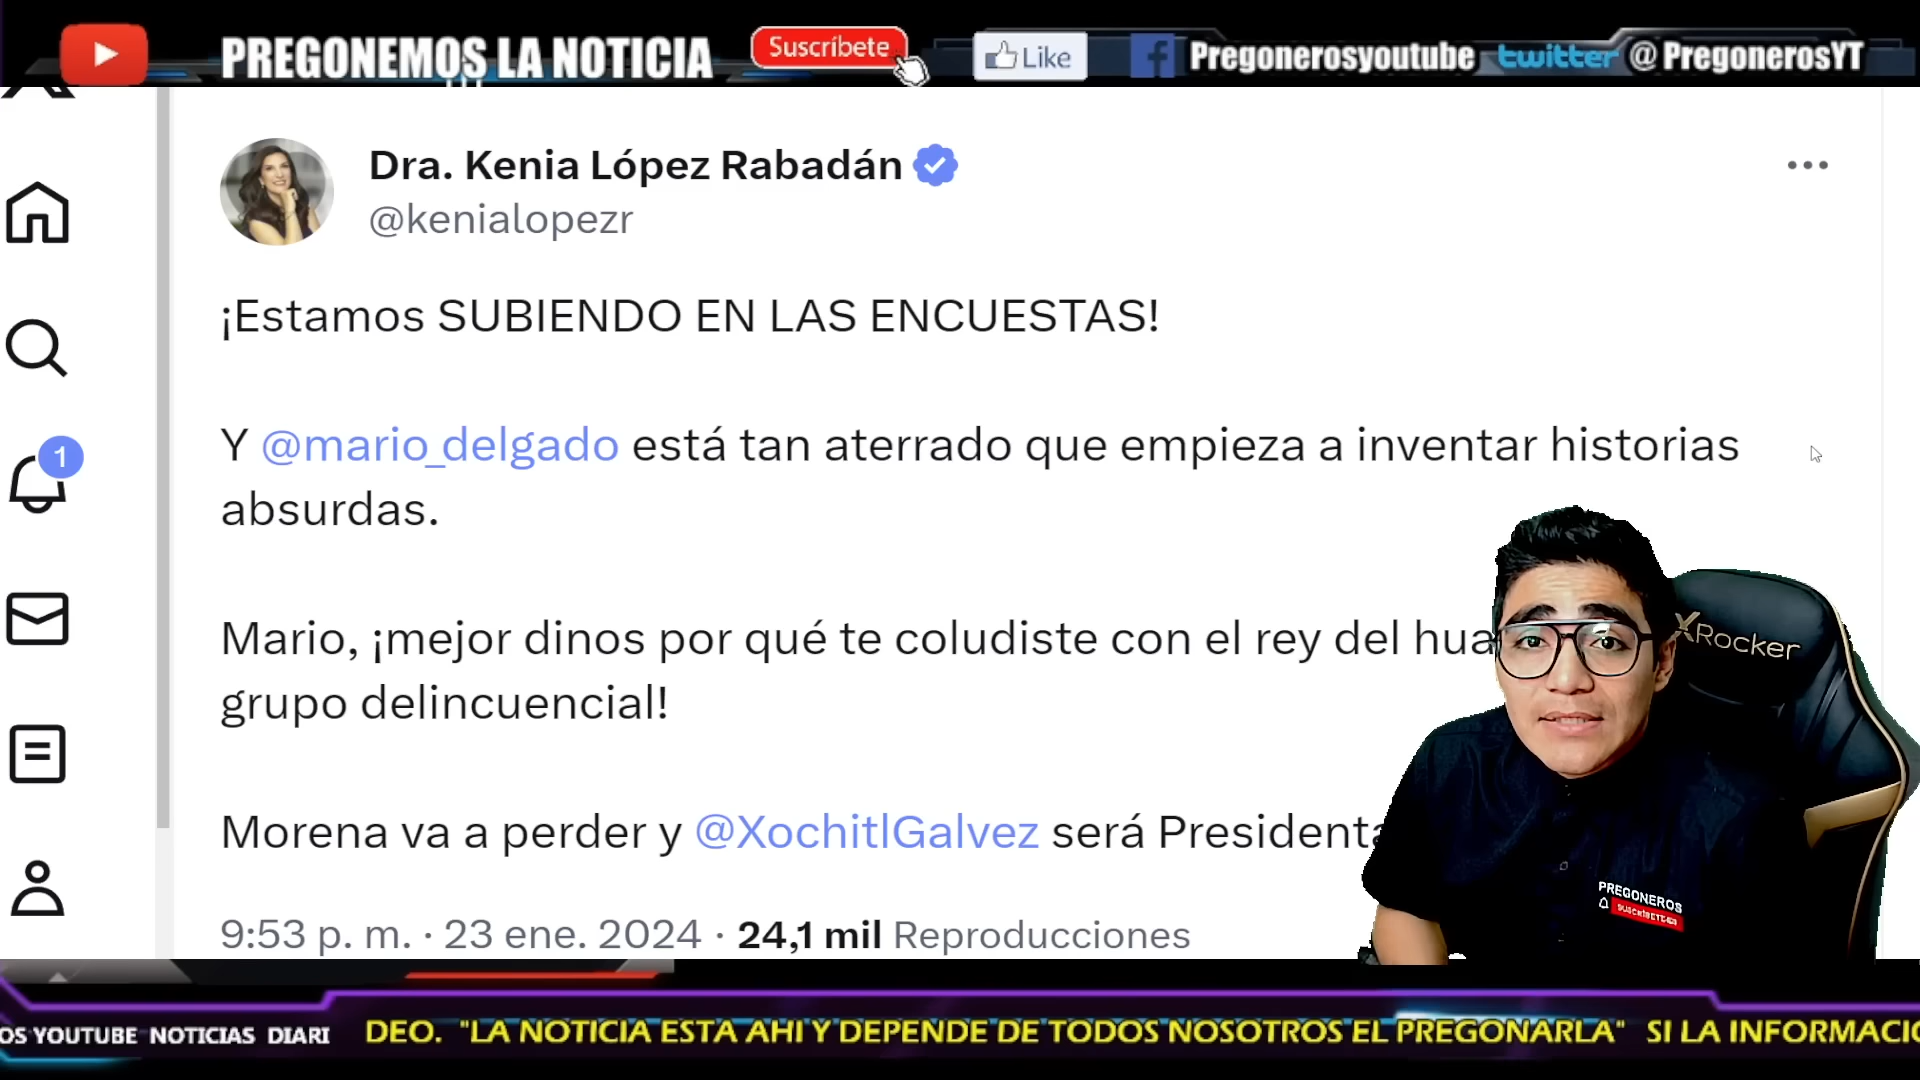 PREGONEMOS LA NOTICIA
Suscríbete
Like
Pregonerosyoutube
twitter @PregonerosYT
Dra. Kenia López Rabadán
@kenialopezr
¡Estamos SUBIENDO EN LAS ENCUESTAS!
Y @mario_delgado está tan aterrado que empieza a inventar historias
absurdas.
1
Mario, ¡mejor dinos por qué te coludiste con el rey del
grupo delincuencial!
XRocker
Morena va a perder y @XochitlGalvez será Presidenta
PREGONEROS
9:53 p. m. · 23 ene. 2024 · 24,1 mil Reproducciones
OS YOUTUBE NOTICIAS DIARI
DEO. "LA NOTICIA ESTA AHI Y DEPENDE DE TODOS NOSOTROS EL PREGONARLA" SI LA INFORMACIO